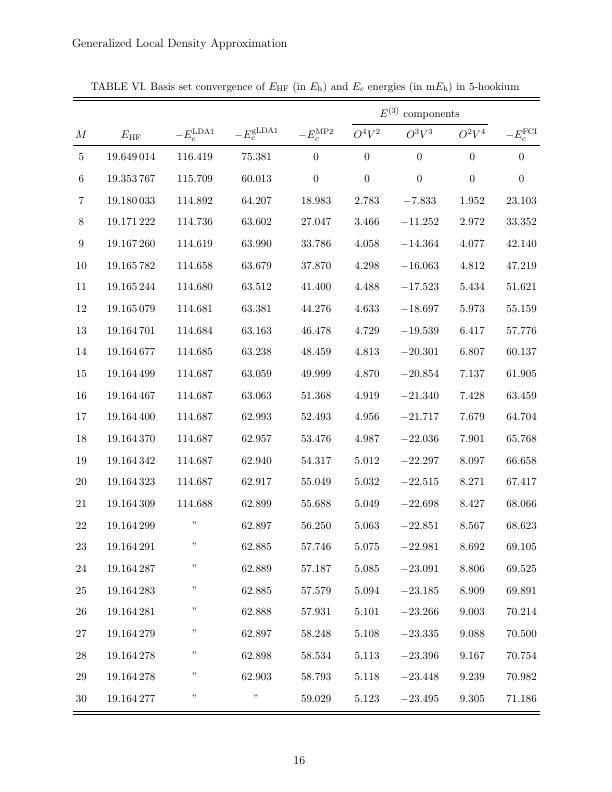 Generalized Local Density Approximation
TABLE VI. Basis set convergence of E_HF (in E_h) and E_c energies (in mE_h) in 5-hookium
E^(3) components
M E_HF −E_c^LDA1 −E_c^gLDA1 −E_c^MP2 O^4V^2 O^3V^3 O^2V^4 −E_c^FCI
5 19.649 014 116.419 75.381 0 0 0 0 0
6 19.353 767 115.709 60.013 0 0 0 0 0
7 19.180 033 114.892 64.207 18.983 2.783 −7.833 1.952 23.103
8 19.171 222 114.736 63.602 27.047 3.466 −11.252 2.972 33.352
9 19.167 260 114.619 63.990 33.786 4.058 −14.364 4.077 42.140
10 19.165 782 114.658 63.679 37.870 4.298 −16.063 4.812 47.219
11 19.165 244 114.680 63.512 41.400 4.488 −17.523 5.434 51.621
12 19.165 079 114.681 63.381 44.276 4.633 −18.697 5.973 55.159
13 19.164 701 114.684 63.163 46.478 4.729 −19.539 6.417 57.776
14 19.164 677 114.685 63.238 48.459 4.813 −20.301 6.807 60.137
15 19.164 499 114.687 63.059 49.999 4.870 −20.854 7.137 61.905
16 19.164 467 114.687 63.063 51.368 4.919 −21.340 7.428 63.459
17 19.164 400 114.687 62.993 52.493 4.956 −21.717 7.679 64.704
18 19.164 370 114.687 62.957 53.476 4.987 −22.036 7.901 65.768
19 19.164 342 114.687 62.940 54.317 5.012 −22.297 8.097 66.658
20 19.164 323 114.687 62.917 55.049 5.032 −22.515 8.271 67.417
21 19.164 309 114.688 62.899 55.688 5.049 −22.698 8.427 68.066
22 19.164 299 ” 62.897 56.250 5.063 −22.851 8.567 68.623
23 19.164 291 ” 62.885 57.746 5.075 −22.981 8.692 69.105
24 19.164 287 ” 62.889 57.187 5.085 −23.091 8.806 69.525
25 19.164 283 ” 62.885 57.579 5.094 −23.185 8.909 69.891
26 19.164 281 ” 62.888 57.931 5.101 −23.266 9.003 70.214
27 19.164 279 ” 62.897 58.248 5.108 −23.335 9.088 70.500
28 19.164 278 ” 62.898 58.534 5.113 −23.396 9.167 70.754
29 19.164 278 ” 62.903 58.793 5.118 −23.448 9.239 70.982
30 19.164 277 ” ” 59.029 5.123 −23.495 9.305 71.186
16